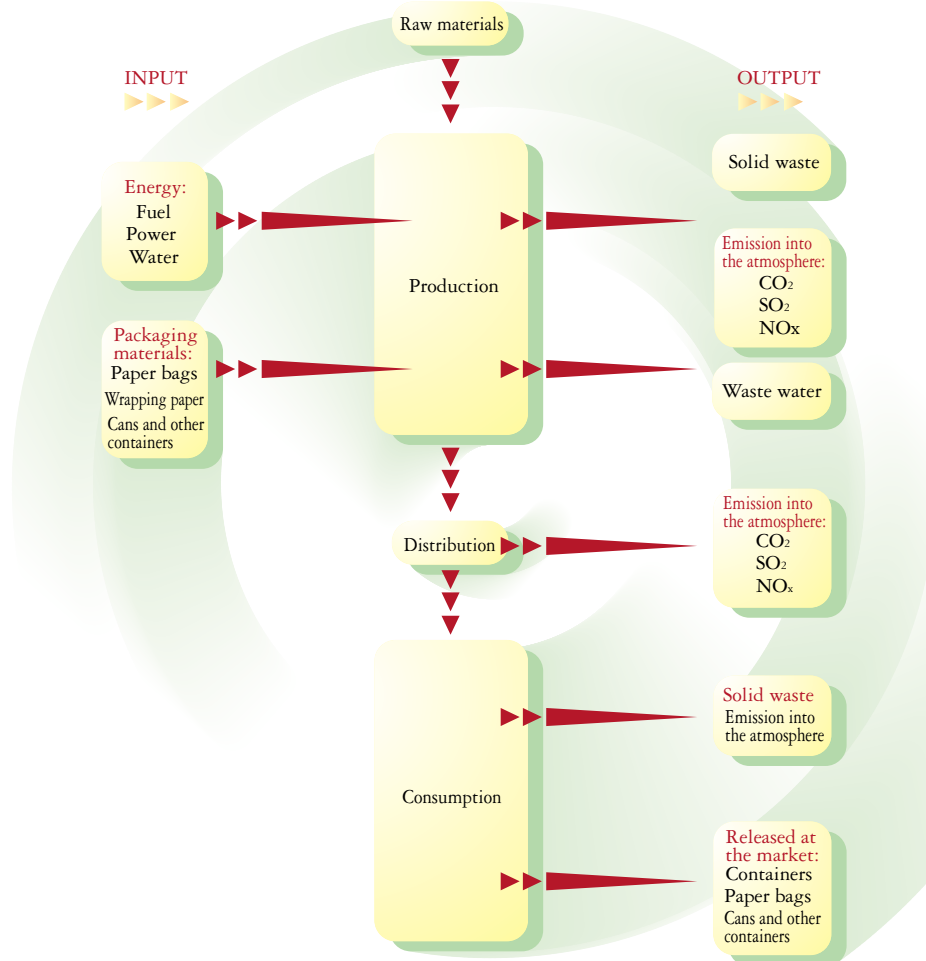 Raw materials
INPUT
OUTPUT
Solid waste
Energy:
Fuel
Power
Water
Production
Emission into
the atmosphere:
CO₂
SO₂
NOx
Packaging
materials:
Paper bags
Wrapping paper
Cans and other
containers
Waste water
Distribution
Emission into
the atmosphere:
CO₂
SO₂
NOx
Consumption
Solid waste
Emission into
the atmosphere
Released at
the market:
Containers
Paper bags
Cans and other
containers